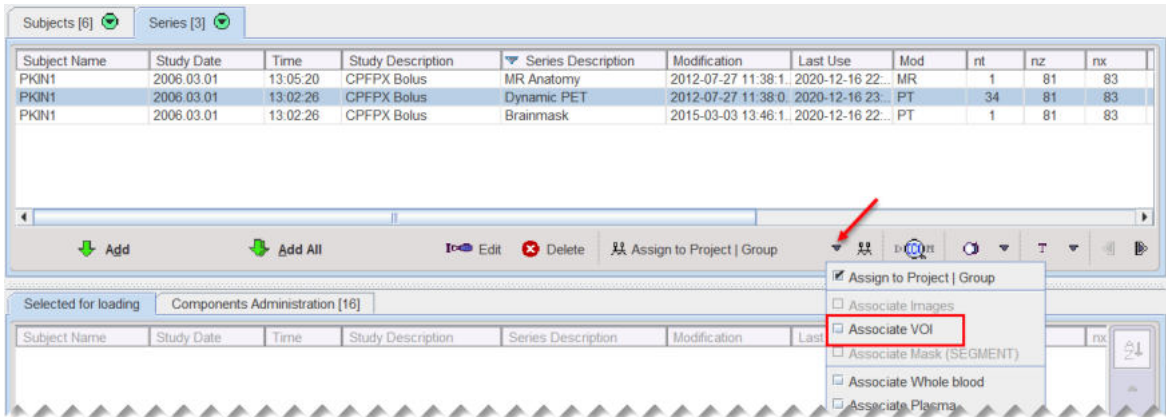 Subjects [6] Series [3]
Subject Name Study Date Time Study Description Series Description Modification Last Use Mod nt nz nx
PKIN1 2006.03.01 13:05:20 CPFPX Bolus MR Anatomy 2012-07-27 11:38:1.. 2020-12-16 22:... MR 1 81 83
PKIN1 2006.03.01 13:02:26 CPFPX Bolus Dynamic PET 2012-07-27 11:38:0. 2020-12-16 23:.. PT 34 81 83
PKIN1 2006.03.01 13:02:26 CPFPX Bolus Brainmask 2015-03-03 13:46:1.. 2020-12-16 22:... PT 1 81 83
Add Add All Edit Delete Assign to Project | Group T
Assign to Project | Group
Selected for loading Components Administration [16]
Associate Images
Subject Name Study Date Time Study Description Series Description Modification Last Associate VOI nx
Associate Mask (SEGMENT)
Associate Whole blood
Associate Plasma